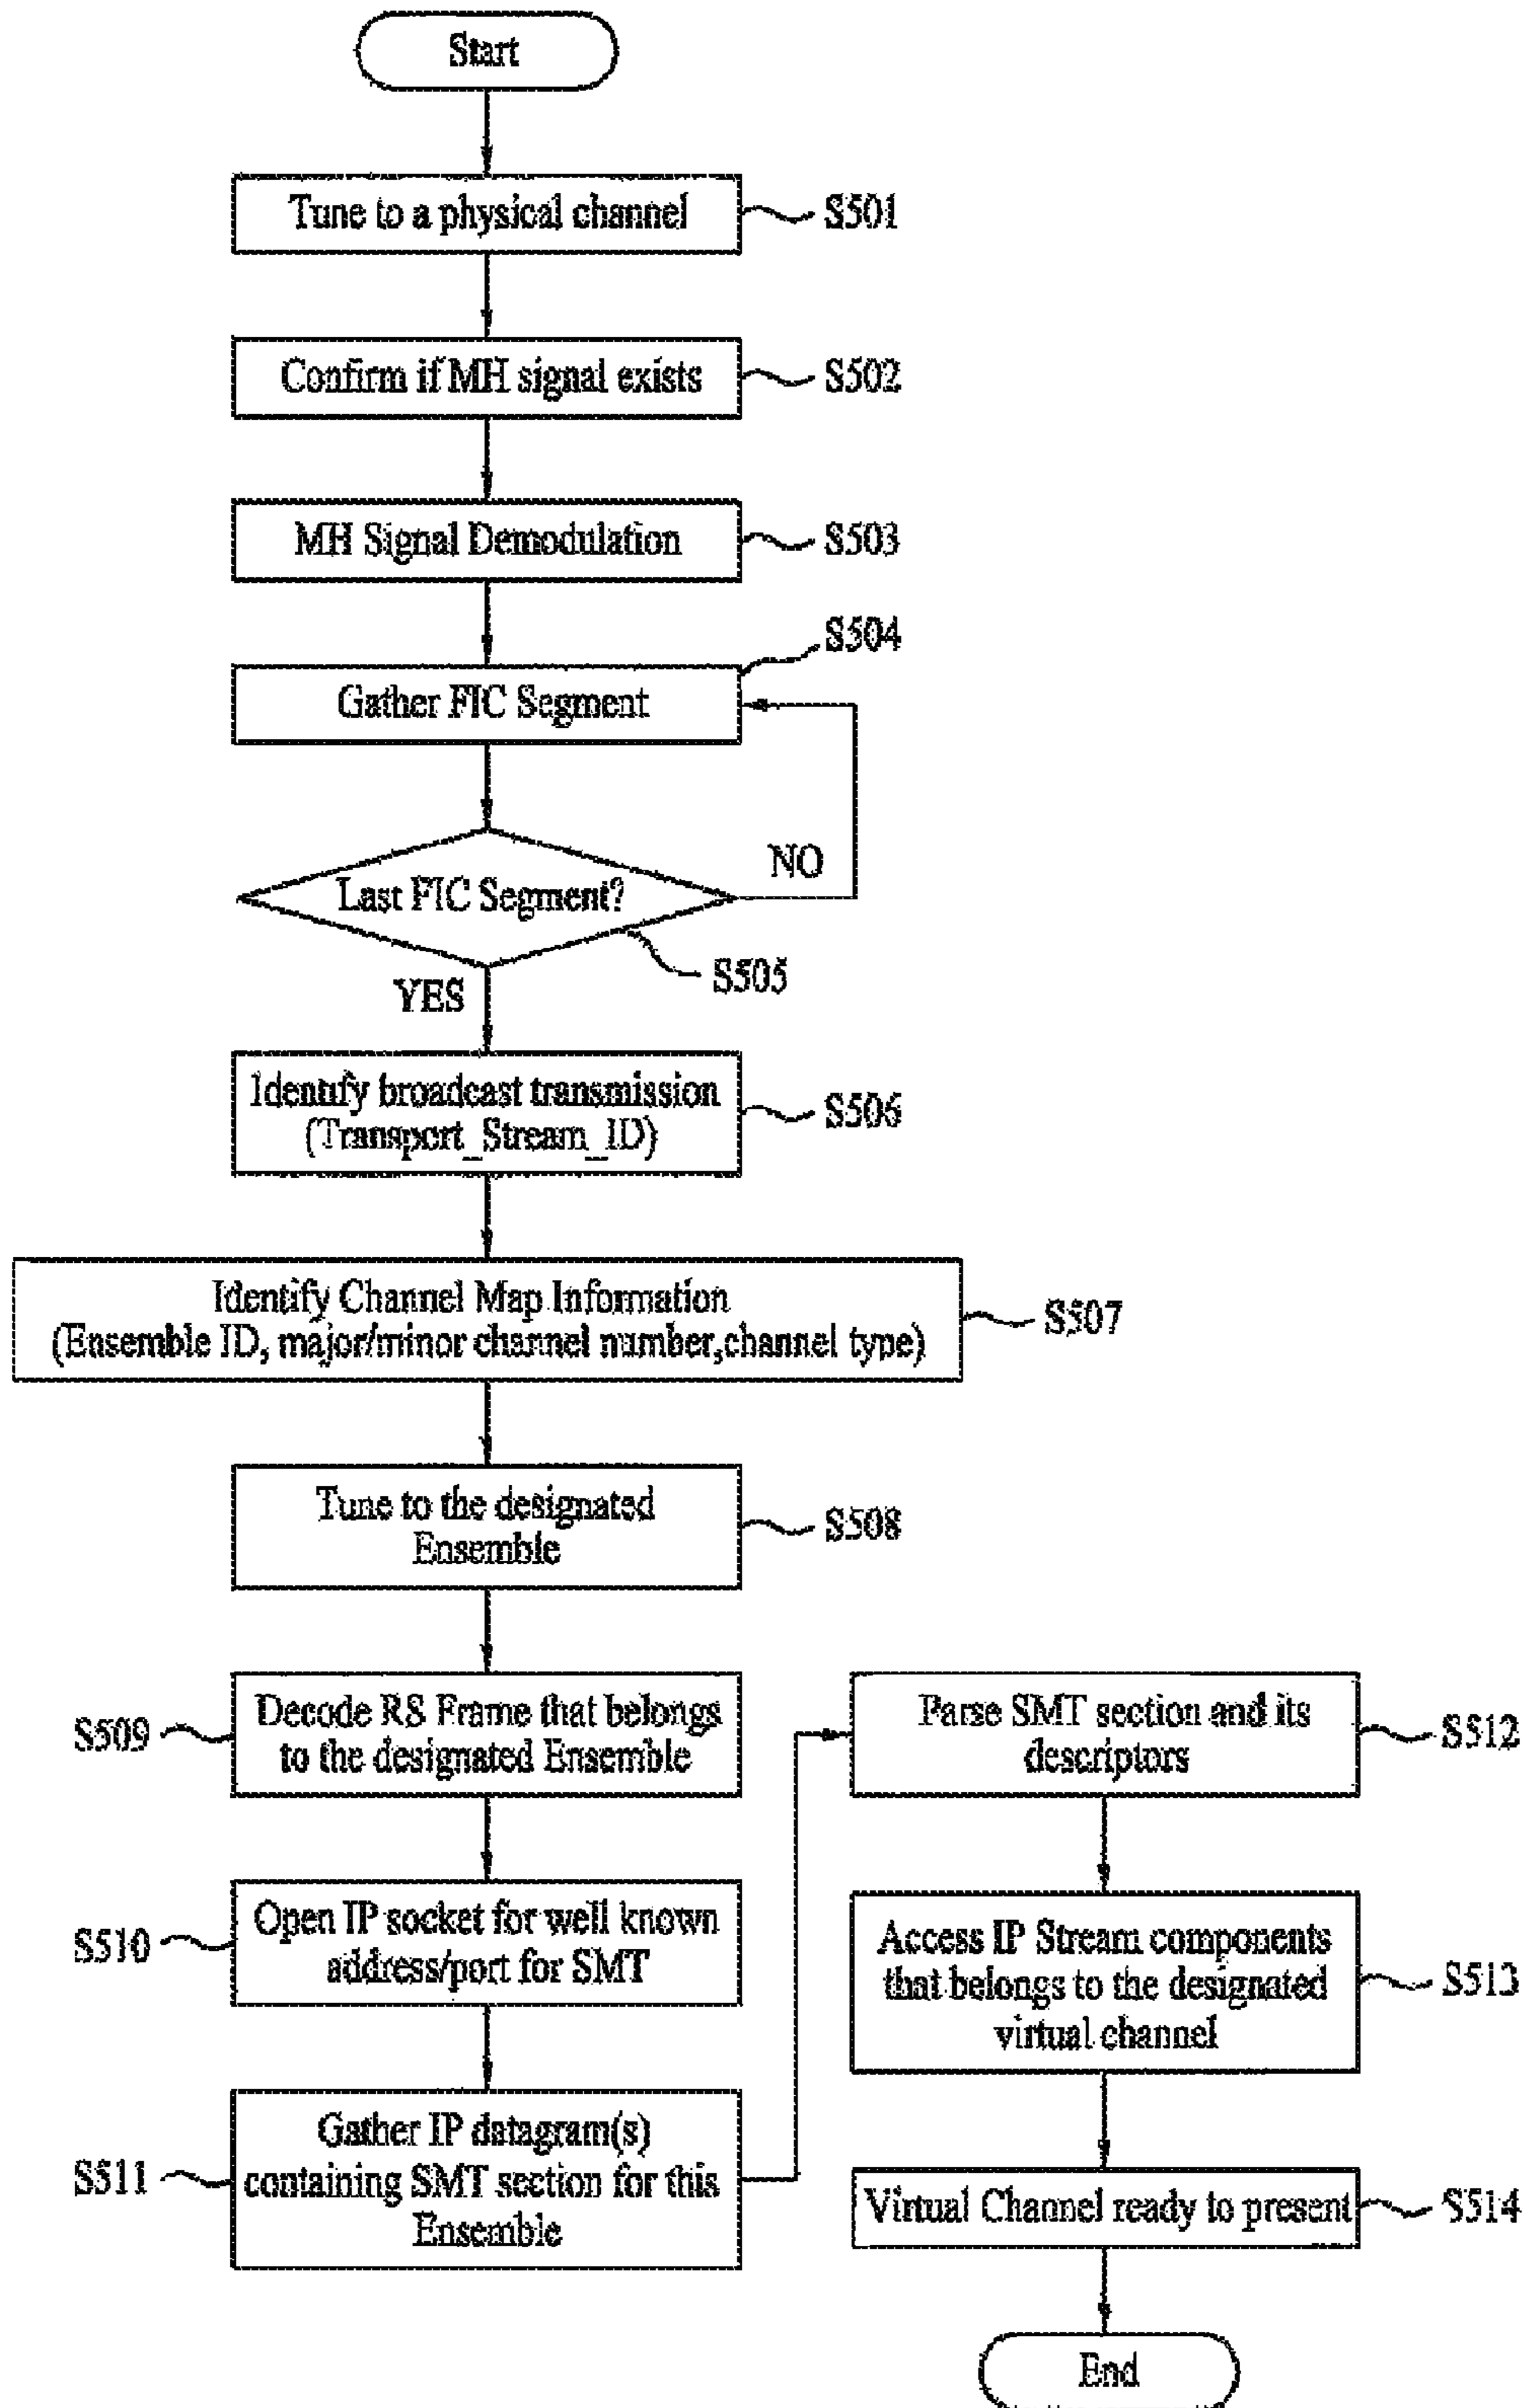 Start
Tune to a physical channel
S501
Confirm if MH signal exists
S502
MH Signal Demodulation
S503
S504
Gather FIC Segment
NO
Last FIC Segment?
S505
YES
Identify broadcast transmission
(Transport_Stream_ID)
S506
Identify Channel Map Information
(Ensemble ID, major/minor channel number,channel type)
S507
Tune to the designated
Ensemble
S508
Decode RS Frame that belongs
to the designated Ensemble
S509
Open IP socket for well known
address/port for SMT
S510
Gather IP datagram(s)
containing SMT section for this
Ensemble
S511
Parse SMT section and its
descriptors
S512
Access IP Stream components
that belongs to the designated
virtual channel
S513
Virtual Channel ready to present
S514
End